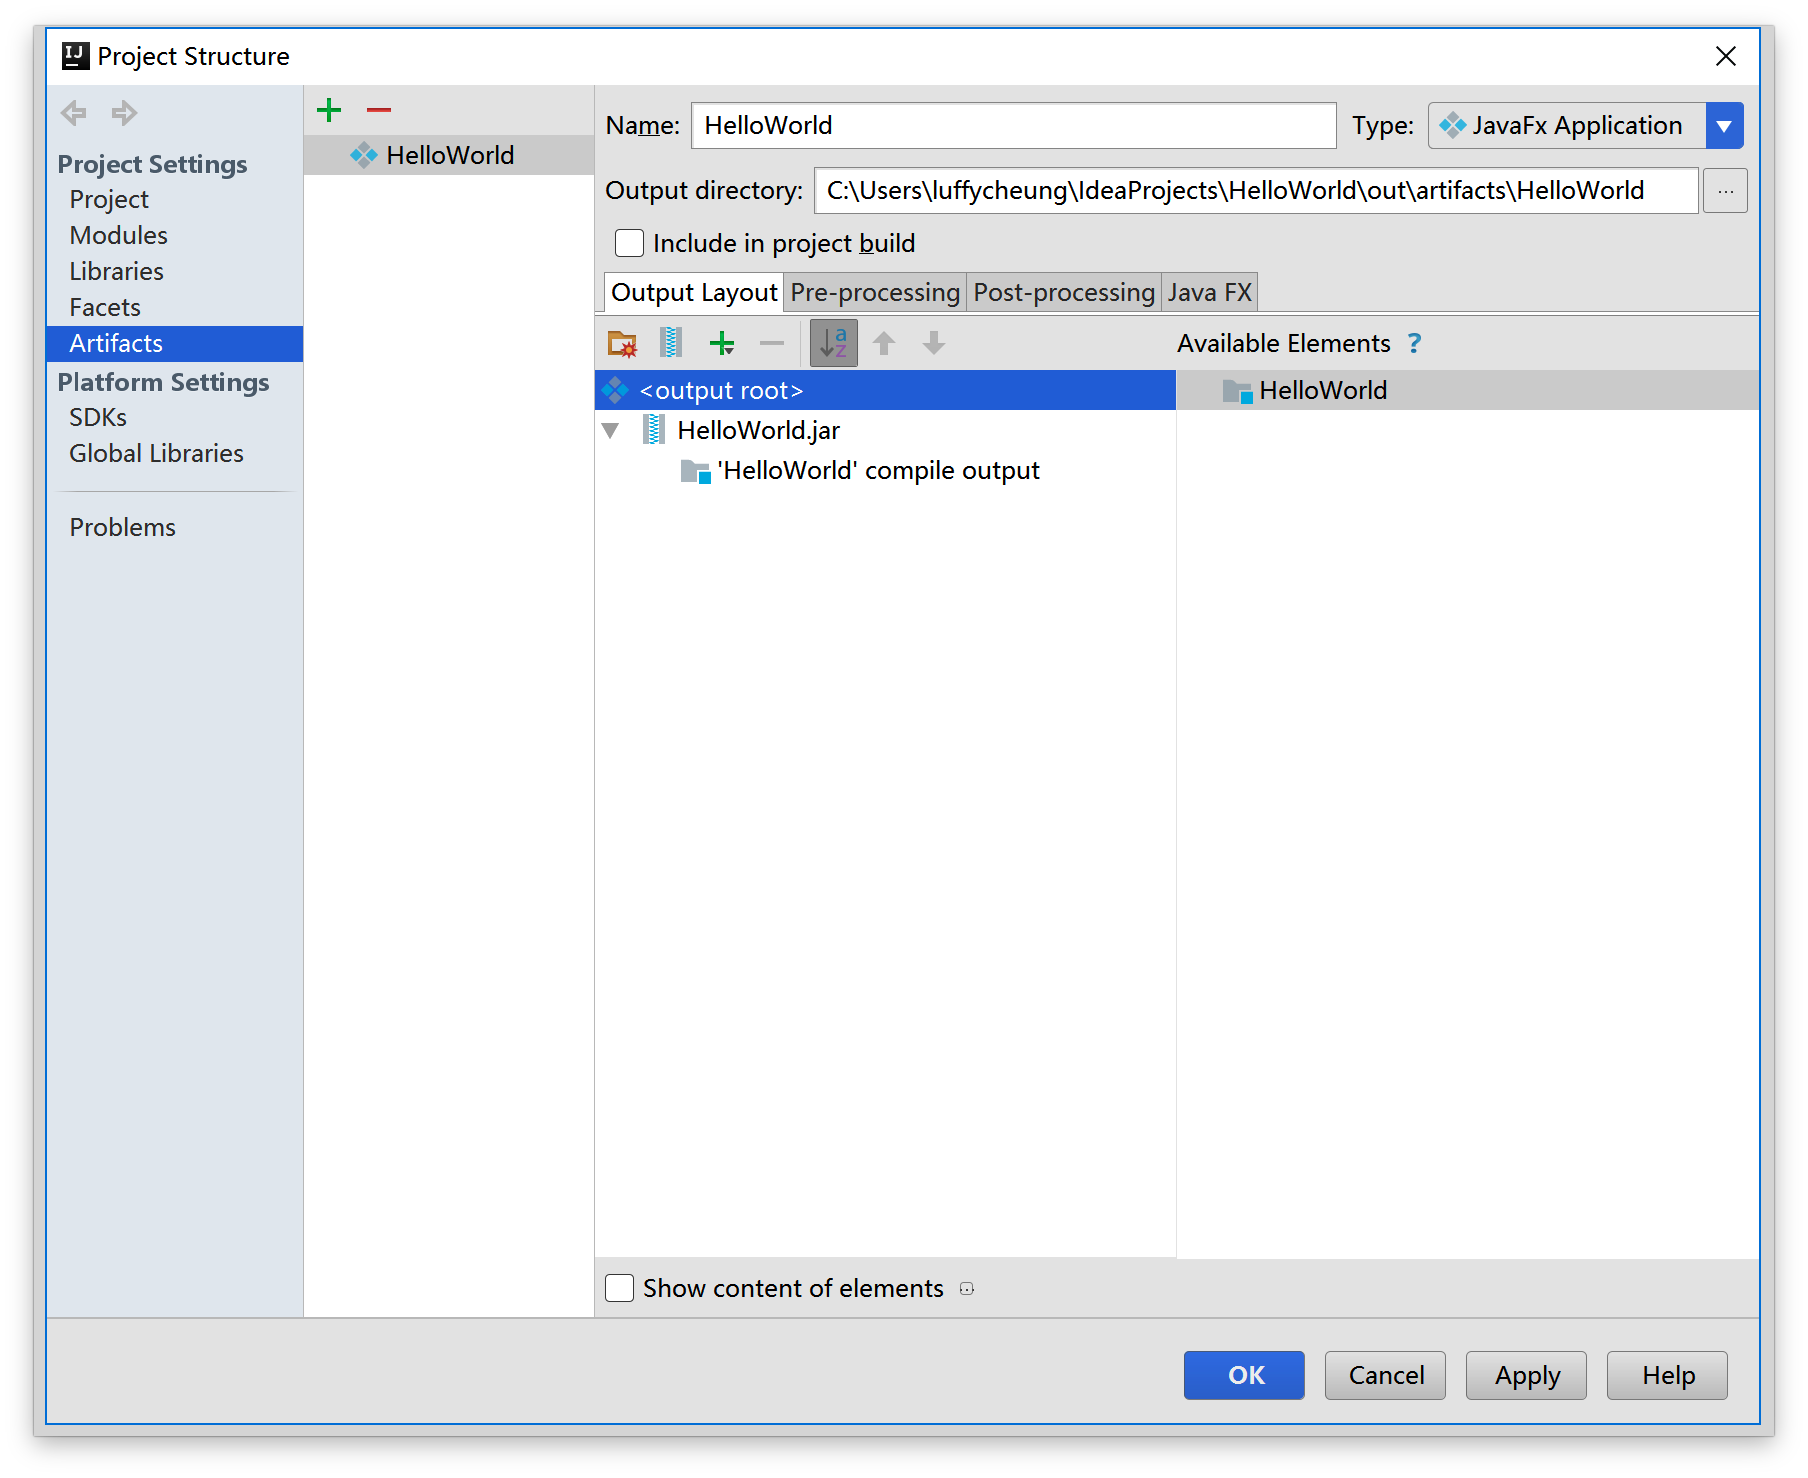 IJ Project Structure
Project Settings
Project
Modules
Libraries
Facets
Artifacts
Platform Settings
SDKs
Global Libraries
Problems
HelloWorld
Name: HelloWorld Type: JavaFx Application
Output directory: C:\Users\luffycheung\IdeaProjects\HelloWorld\out\artifacts\HelloWorld ...
Include in project build
Output Layout Pre-processing Post-processing Java FX
a z Available Elements ?
<output root>
HelloWorld.jar
'HelloWorld' compile output
HelloWorld
Show content of elements
OK Cancel Apply Help